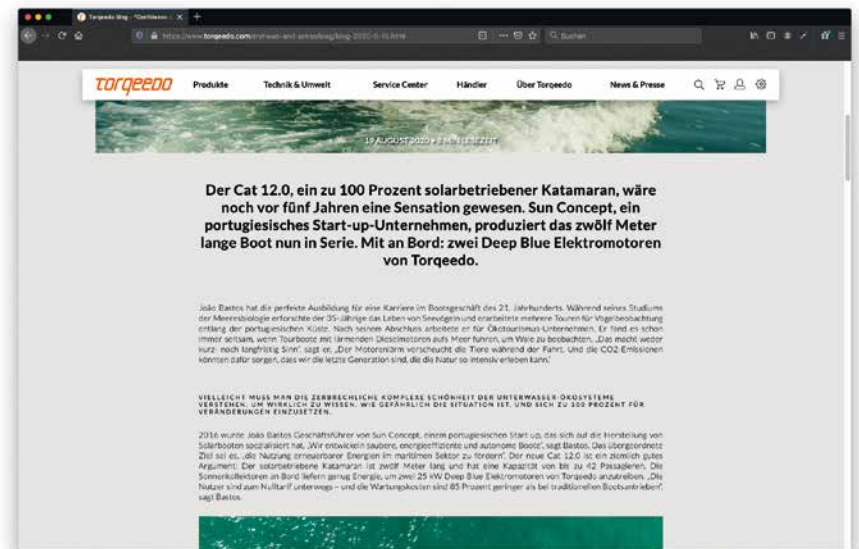 Torqeedo Blog - "Confidence
https://www.torqeedo.com
Suchen
TORQEEDO
Produkte
Technik & Umwelt
Service Center
Händler
Über Torqeedo
News & Presse
19 AUGUST 2020 • MIN LESEZEIT
Der Cat 12.0, ein zu 100 Prozent solarbetriebener Katamaran, wäre
noch vor fünf Jahren eine Sensation gewesen. Sun Concept, ein
portugiesisches Start-up-Unternehmen, produziert das zwölf Meter
lange Boot nun in Serie. Mit an Bord: zwei Deep Blue Elektromotoren
von Torqeedo.
João Bastos hat die perfekte Ausbildung für eine Karriere im Bootsgeschäft des 21. Jahrhunderts. Während seines Studiums
der Meeresbiologie erforschte der 35-Jährige das Leben von Seevögeln und erarbeitete mehrere Touren für Vogelbeobachtung
entlang der portugiesischen Küste. Nach seinem Abschluss arbeitete er für Ökotourismus-Unternehmen. Er fand es schon
immer seltsam, wenn Tourboote mit lärmenden Dieselmotoren aufs Meer fuhren, um Wale zu beobachten. „Das macht weder
kurz- noch langfristig Sinn“, sagt er. „Der Motorenlärm verscheucht die Tiere während der Fahrt. Und die CO2-Emissionen
könnten dafür sorgen, dass wir die letzte Generation sind, die die Natur so intensiv erleben kann.“
VIELLEICHT MUSS MAN DIE ZERBRECHLICHE KOMPLEXE SCHÖNHEIT DER UNTERWASSER-ÖKOSYSTEME
VERSTEHEN, UM WIRKLICH ZU WISSEN, WIE GEFÄHRLICH DIE SITUATION IST, UND SICH ZU 100 PROZENT FÜR
VERÄNDERUNGEN EINZUSETZEN.
2016 wurde João Bastos Geschäftsführer von Sun Concept, einem portugiesischen Start-up, das sich auf die Herstellung von
Solarbooten spezialisiert hat. „Wir entwickeln saubere, energieeffiziente und autonome Boote“, sagt Bastos. Das übergeordnete
Ziel sei es, „die Nutzung erneuerbarer Energien im maritimen Sektor zu fördern“. Der neue Cat 12.0 ist ein ziemlich gutes
Argument: Der solarbetriebene Katamaran ist zwölf Meter lang und hat eine Kapazität von bis zu 42 Passagieren. Die
Sonnenkollektoren an Bord liefern genug Energie, um zwei 25 kW Deep Blue Elektromotoren von Torqeedo anzutreiben. „Die
Nutzer sind zum Nulltarif unterwegs – und die Wartungskosten sind 85 Prozent geringer als bei traditionellen Bootsantrieben“,
sagt Bastos.